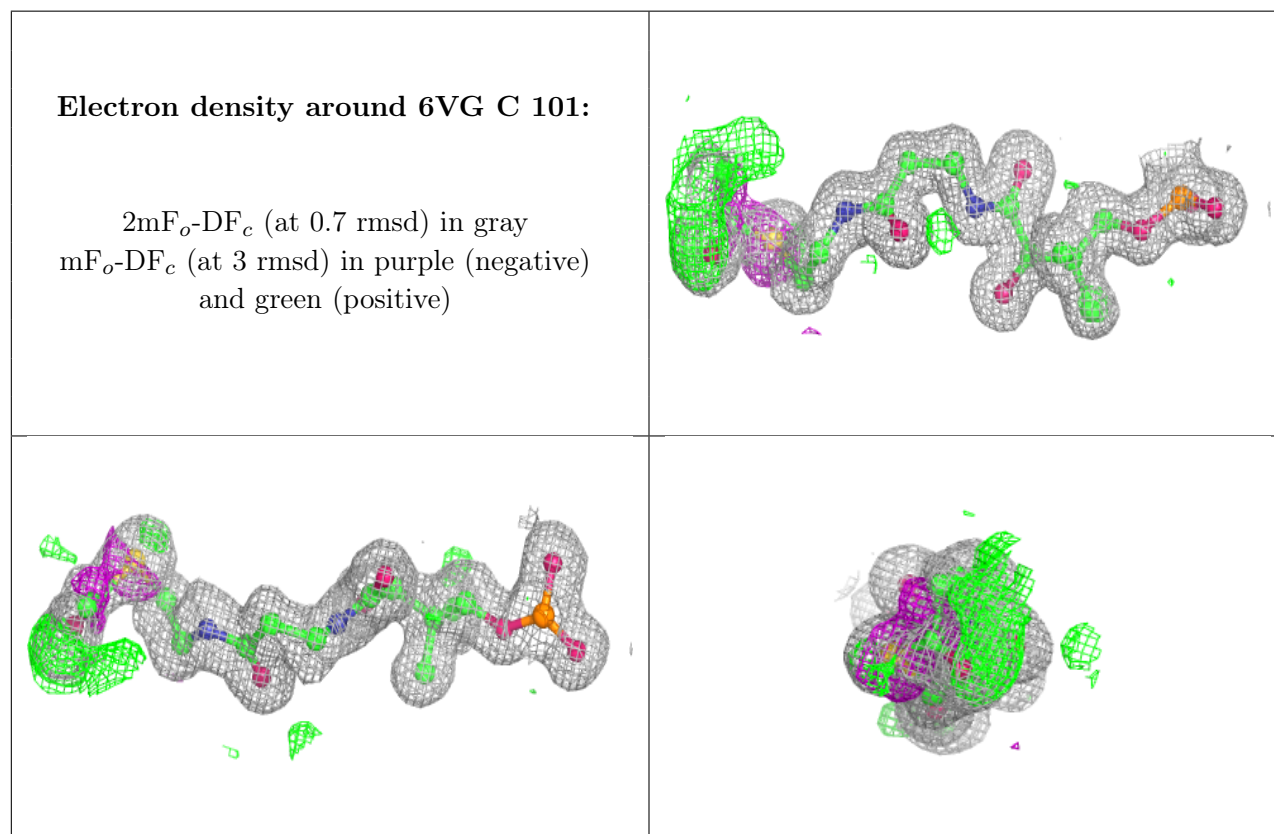 Electron density around 6VG C 101:
2mFo-DFc (at 0.7 rmsd) in gray
mFo-DFc (at 3 rmsd) in purple (negative)
and green (positive)